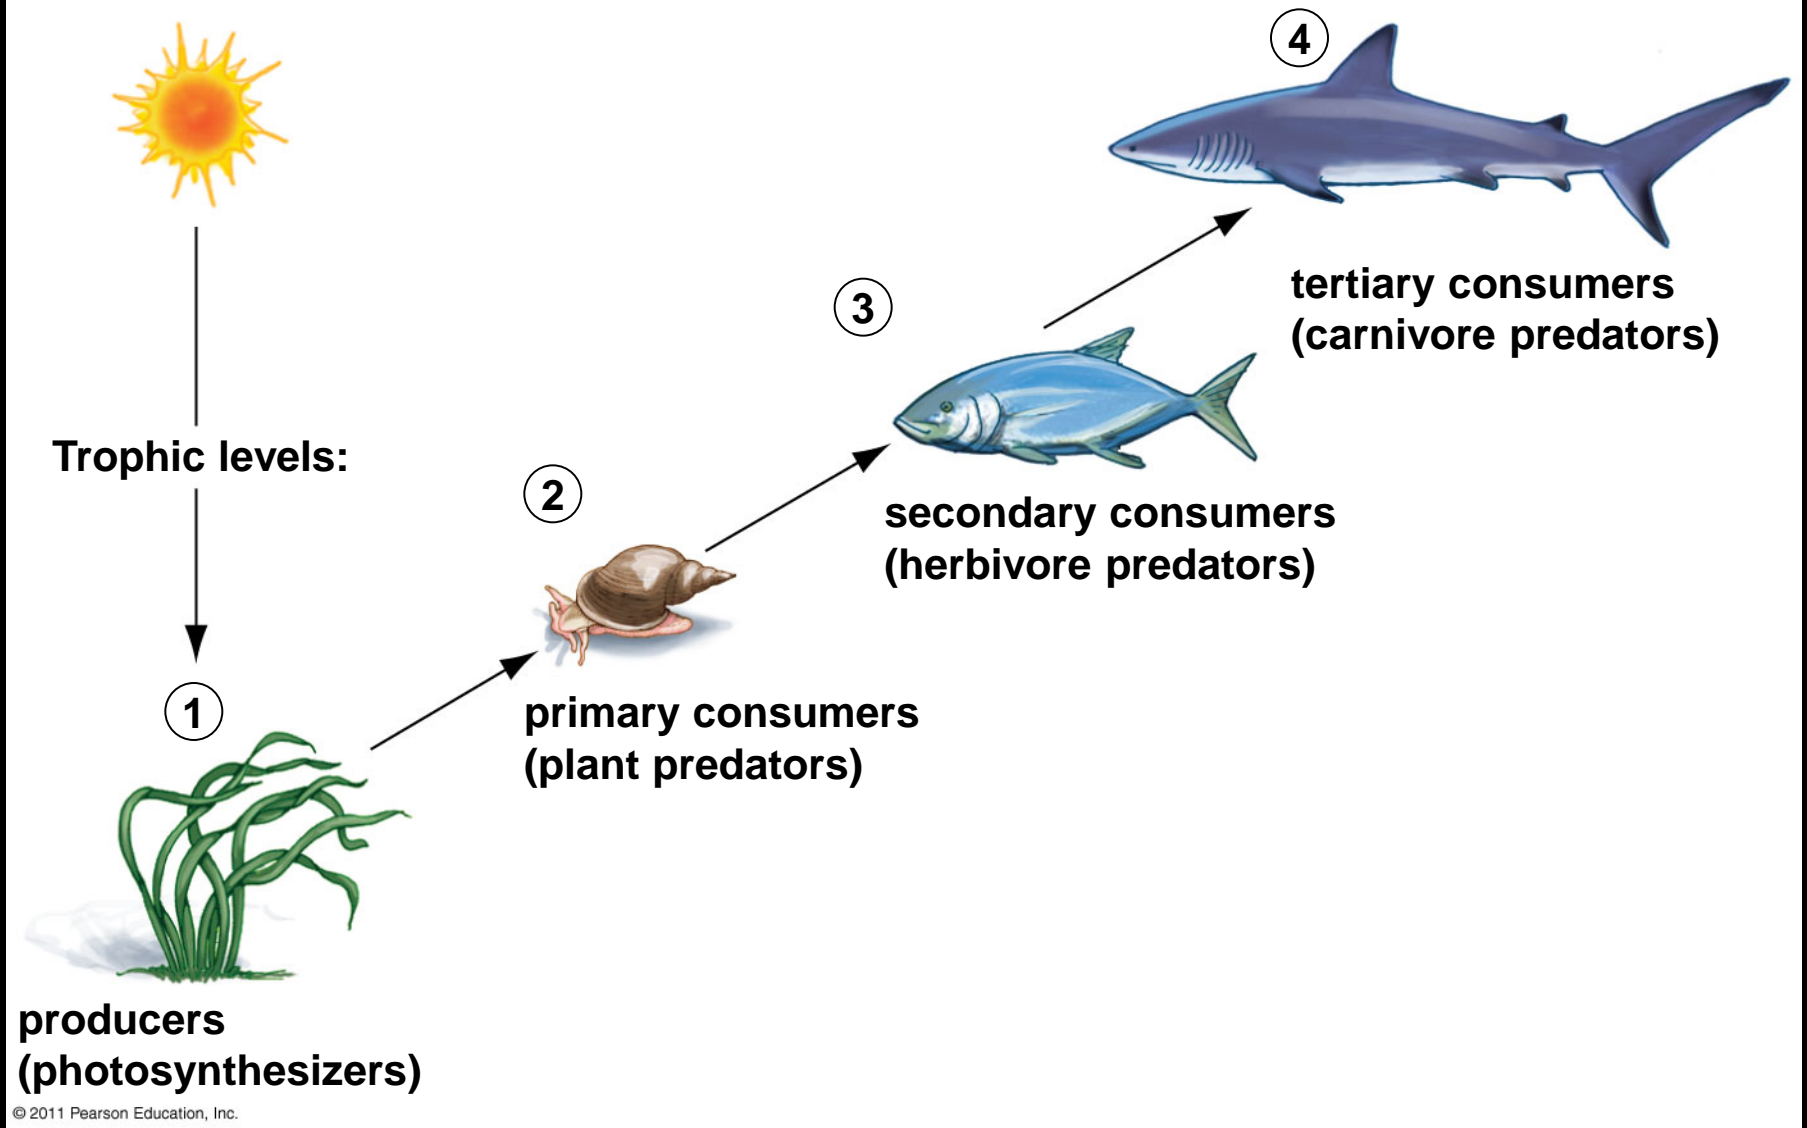 4
tertiary consumers
(carnivore predators)
3
Trophic levels:
2
secondary consumers
(herbivore predators)
1
primary consumers
(plant predators)
producers
(photosynthesizers)
© 2011 Pearson Education, Inc.